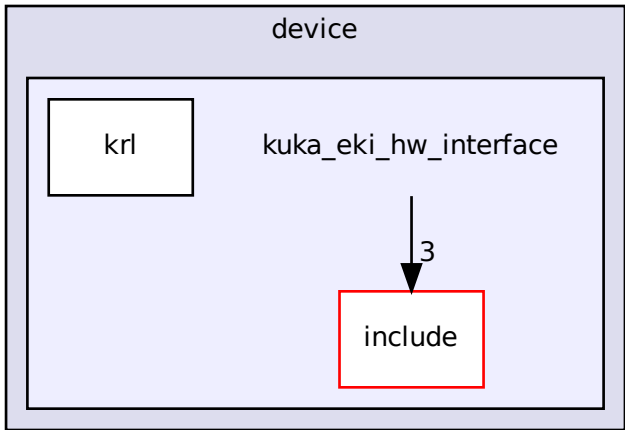 device
krl
kuka_eki_hw_interface
3
include